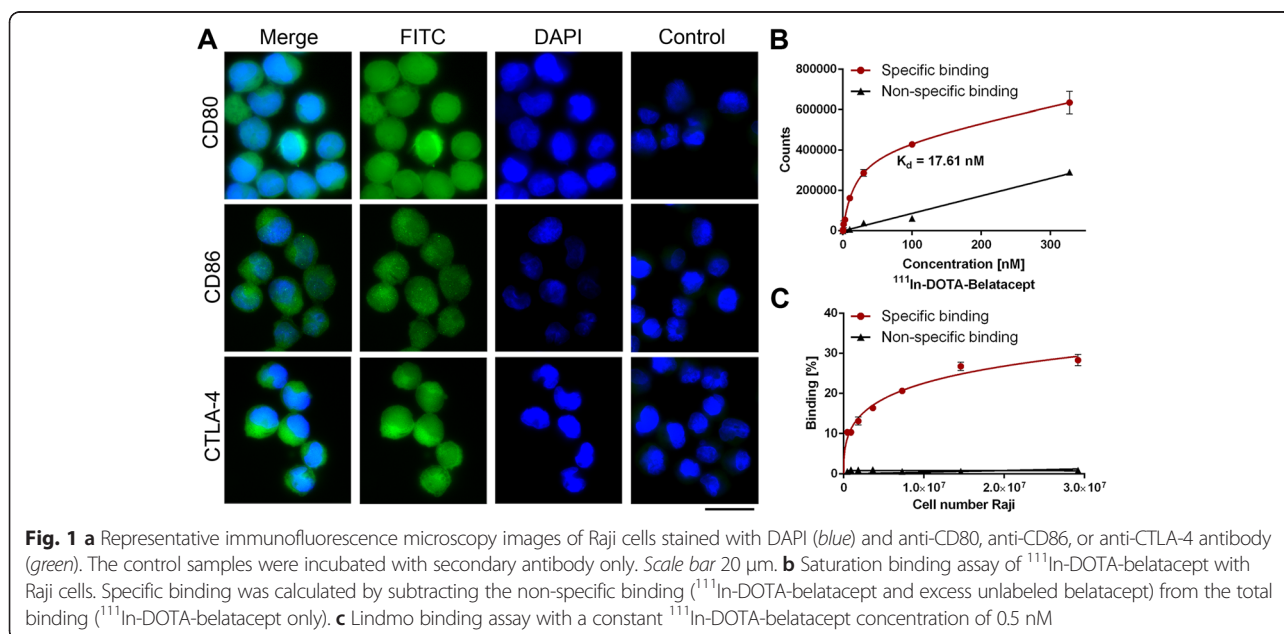 A
Merge
FITC
DAPI
Control
CD80
CD86
CTLA-4
B
Specific binding
Non-specific binding
Counts
800000
600000
400000
200000
0
K_d = 17.61 nM
0
100
200
300
Concentration [nM]
¹¹¹In-DOTA-Belatacept
C
Specific binding
Non-specific binding
Binding [%]
40
30
20
10
0
0
1.0×10⁷
2.0×10⁷
3.0×10⁷
Cell number Raji
Fig. 1 a Representative immunofluorescence microscopy images of Raji cells stained with DAPI (blue) and anti-CD80, anti-CD86, or anti-CTLA-4 antibody
(green). The control samples were incubated with secondary antibody only. Scale bar 20 μm. b Saturation binding assay of ¹¹¹In-DOTA-belatacept with
Raji cells. Specific binding was calculated by subtracting the non-specific binding (¹¹¹In-DOTA-belatacept and excess unlabeled belatacept) from the total
binding (¹¹¹In-DOTA-belatacept only). c Lindmo binding assay with a constant ¹¹¹In-DOTA-belatacept concentration of 0.5 nM